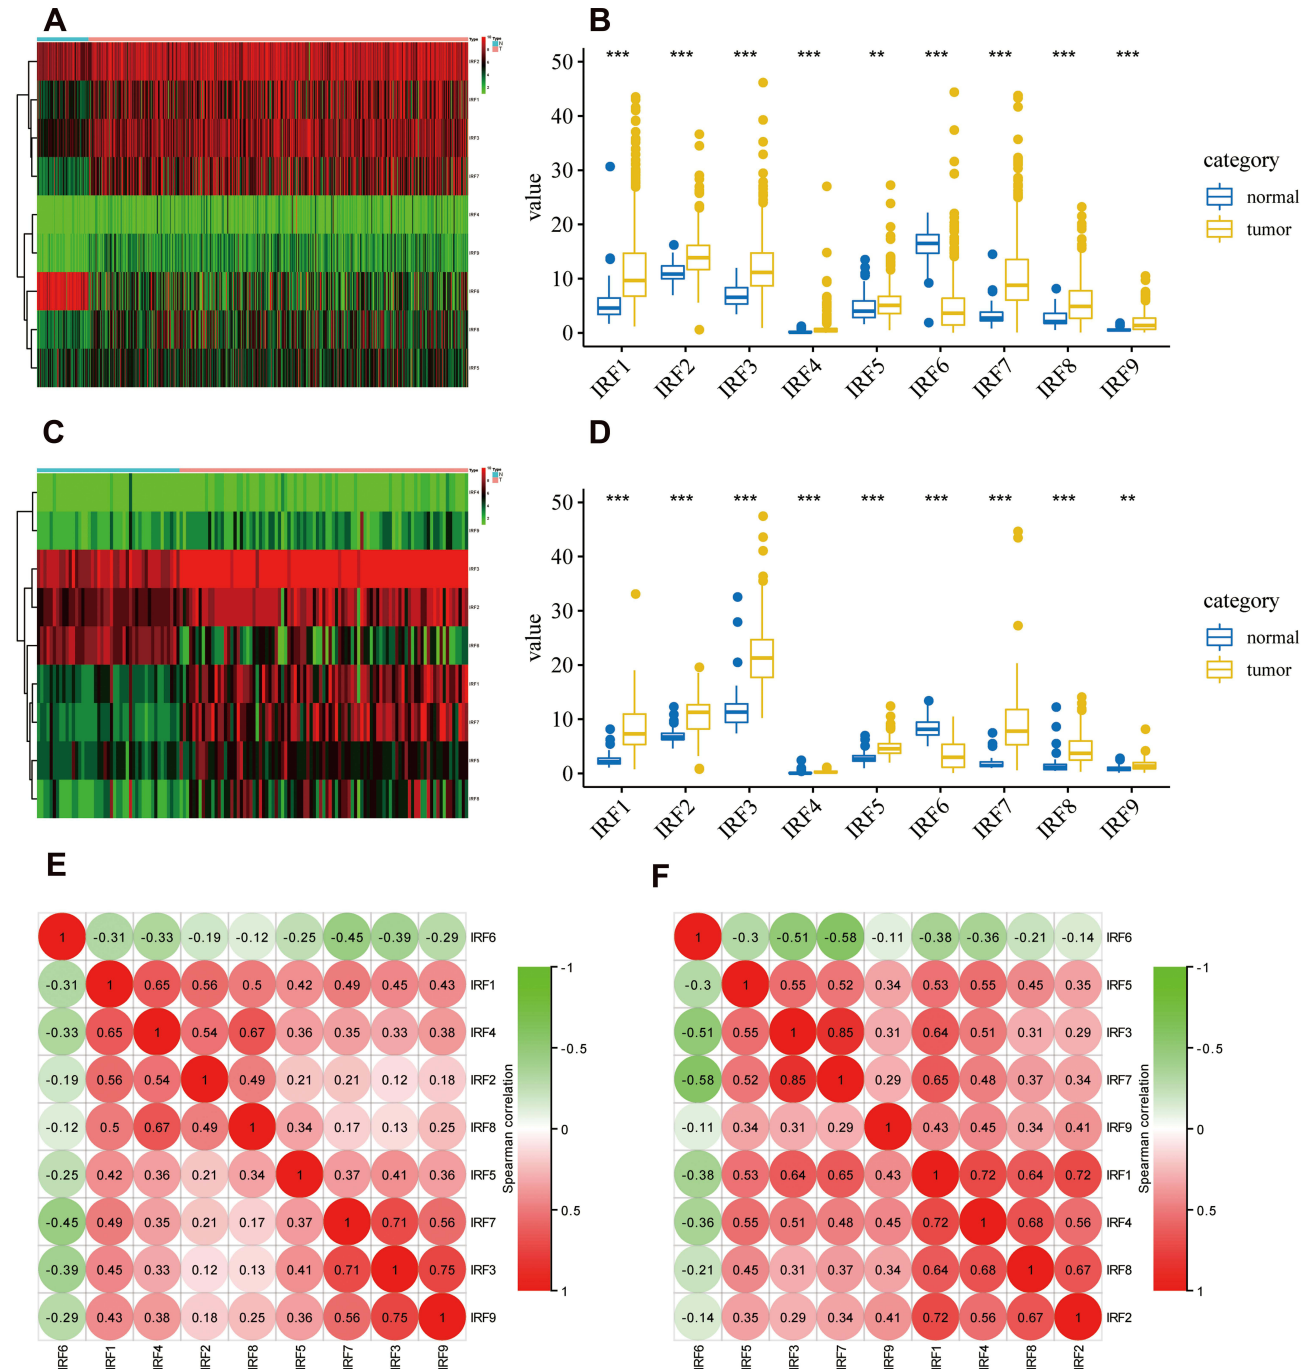 A
Type
Type
N
T
IRF2
IRF1
IRF3
IRF7
IRF4
IRF6
IRF5
B
*** *** *** *** ** *** *** *** ***
50
40
30
20
10
0
value
IRF1 IRF2 IRF3 IRF4 IRF5 IRF6 IRF7 IRF8 IRF9
category
normal
tumor
C
Type
Type
N
T
IRF4
IRF3
IRF2
IRF6
IRF1
IRF7
IRF5
IRF8
D
*** *** *** *** *** *** *** *** **
50
40
30
20
10
0
value
IRF1 IRF2 IRF3 IRF4 IRF5 IRF6 IRF7 IRF8 IRF9
category
normal
tumor
E
1 -0.31 -0.33 -0.19 -0.12 -0.25 -0.45 -0.39 -0.29 IRF6
-0.31 1 0.65 0.56 0.5 0.42 0.49 0.45 0.43 IRF1
-0.33 0.65 1 0.54 0.67 0.36 0.35 0.33 0.38 IRF4
-0.19 0.56 0.54 1 0.49 0.21 0.21 0.12 0.18 IRF2
-0.12 0.5 0.67 0.49 1 0.34 0.17 0.13 0.25 IRF8
-0.25 0.42 0.36 0.21 0.34 1 0.37 0.41 0.36 IRF5
-0.45 0.49 0.35 0.21 0.17 0.37 1 0.71 0.56 IRF7
-0.39 0.45 0.33 0.12 0.13 0.41 0.71 1 0.75 IRF3
-0.29 0.43 0.38 0.18 0.25 0.36 0.56 0.75 1 IRF9
IRF6 IRF1 IRF4 IRF2 IRF8 IRF5 IRF7 IRF3 IRF9
-1
-0.5
0
0.5
1
Spearman correlation
F
1 -0.3 -0.51 -0.58 -0.11 -0.38 -0.36 -0.21 -0.14 IRF6
-0.3 1 0.55 0.52 0.34 0.53 0.55 0.45 0.35 IRF5
-0.51 0.55 1 0.85 0.31 0.64 0.51 0.31 0.29 IRF3
-0.58 0.52 0.85 1 0.29 0.65 0.48 0.37 0.34 IRF7
-0.11 0.34 0.31 0.29 1 0.43 0.45 0.34 0.41 IRF9
-0.38 0.53 0.64 0.65 0.43 1 0.72 0.64 0.72 IRF1
-0.36 0.55 0.51 0.48 0.45 0.72 1 0.68 0.56 IRF4
-0.21 0.45 0.31 0.37 0.34 0.64 0.68 1 0.67 IRF8
-0.14 0.35 0.29 0.34 0.41 0.72 0.56 0.67 1 IRF2
IRF6 IRF5 IRF3 IRF7 IRF9 IRF1 IRF4 IRF8 IRF2
-1
-0.5
0
0.5
1
Spearman correlation